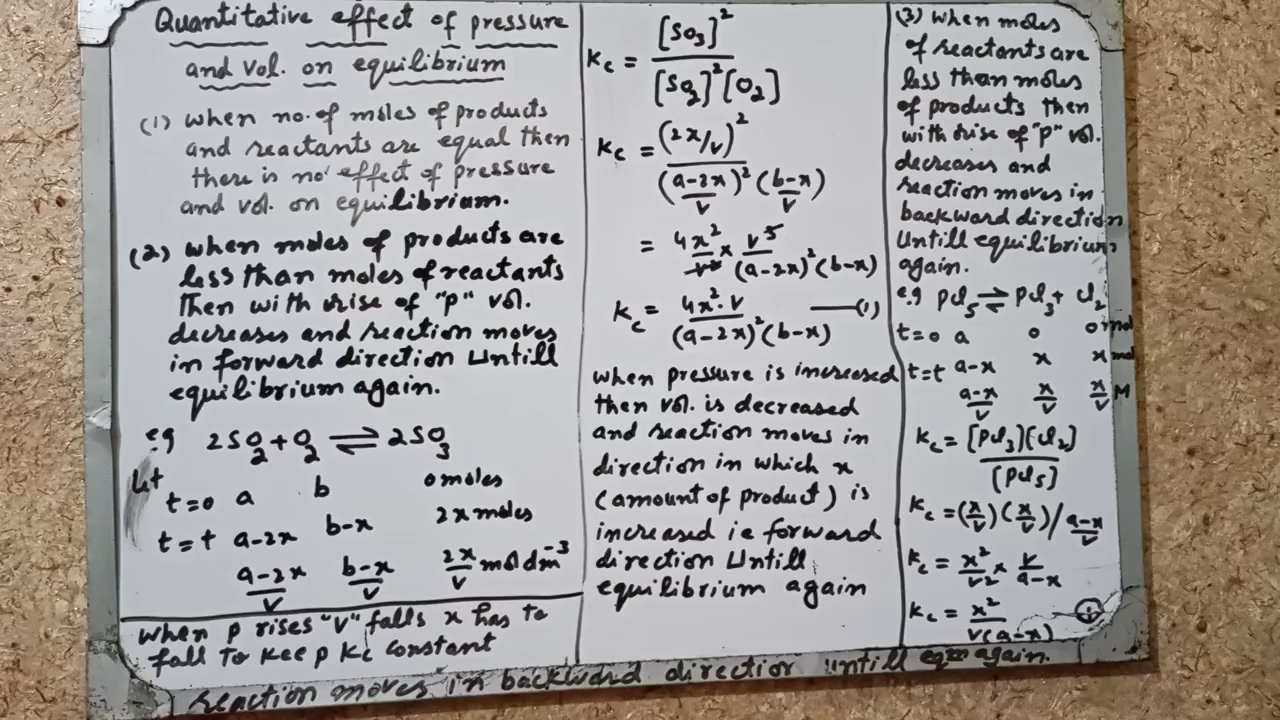 Quantitative effect of pressure
and vol. on equilibrium
(1) when no. of moles of products
and reactants are equal then
there is no effect of pressure
and vol. on equilibrium.
(2) when moles of products are
less than moles of reactants
then with rise of "p" vol.
decreases and reaction moves
in forward direction Untill
equilibrium again.
eg 2SO₂ + O₂ ⇌ 2SO₃
let
t=0 a b 0 moles
t=t a-2x b-x 2x moles
(a-2x)/V (b-x)/V 2x/V mol dm⁻³
when p rises "V" falls x has to
fall to keep Kc constant
reaction moves in backward direction untill eqm again.
Kc = [SO₃]² / [SO₂]² [O₂]
Kc = (2x/V)² / ((a-2x)/V)² ((b-x)/V)
= 4x²/V² × V⁵ / (a-2x)² (b-x)
Kc = 4x².V / (a-2x)² (b-x) —(1)
when pressure is increased
then vol. is decreased
and reaction moves in
direction in which x
(amount of product) is
increased ie forward
direction Untill
equilibrium again
(3) when moles
of reactants are
less than moles
of products then
with rise of "p" vol.
decreases and
reaction moves in
backward direction
Untill equilibrium
again.
e.g PCl₅ ⇌ PCl₃ + Cl₂
t=0 a 0 0 mol
t=t a-x x x mol
(a-x)/V x/V x/V M
Kc = [PCl₃][Cl₂] / [PCl₅]
Kc = (x/V) (x/V) / (a-x)/V
Kc = x²/V² × V/(a-x)
Kc = x² / V(a-x)